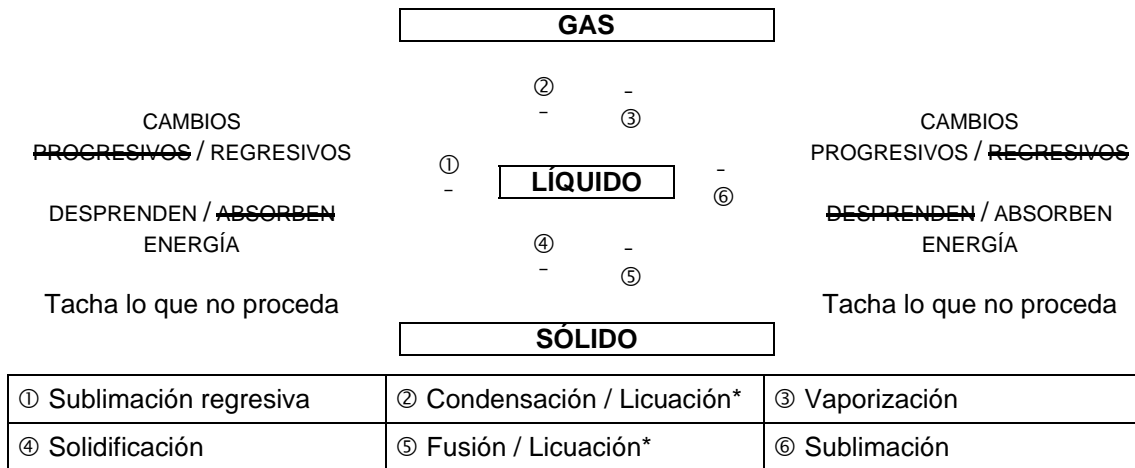 GAS
② –
– ③
CAMBIOS
PROGRESIVOS / REGRESIVOS
DESPRENDEN / ABSORBEN
ENERGÍA
Tacha lo que no proceda
①
–
LÍQUIDO
–
⑥
④ –
– ⑤
CAMBIOS
PROGRESIVOS / REGRESIVOS
DESPRENDEN / ABSORBEN
ENERGÍA
Tacha lo que no proceda
SÓLIDO
① Sublimación regresiva
② Condensación / Licuación*
③ Vaporización
④ Solidificación
⑤ Fusión / Licuación*
⑥ Sublimación